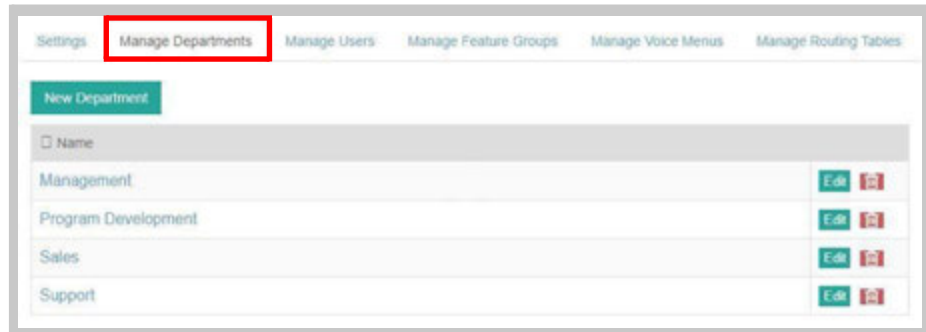 Settings Manage Departments Manage Users Manage Feature Groups Manage Voice Menus Manage Routing Tables
New Department
Name
Management Edit
Program Development Edit
Sales Edit
Support Edit